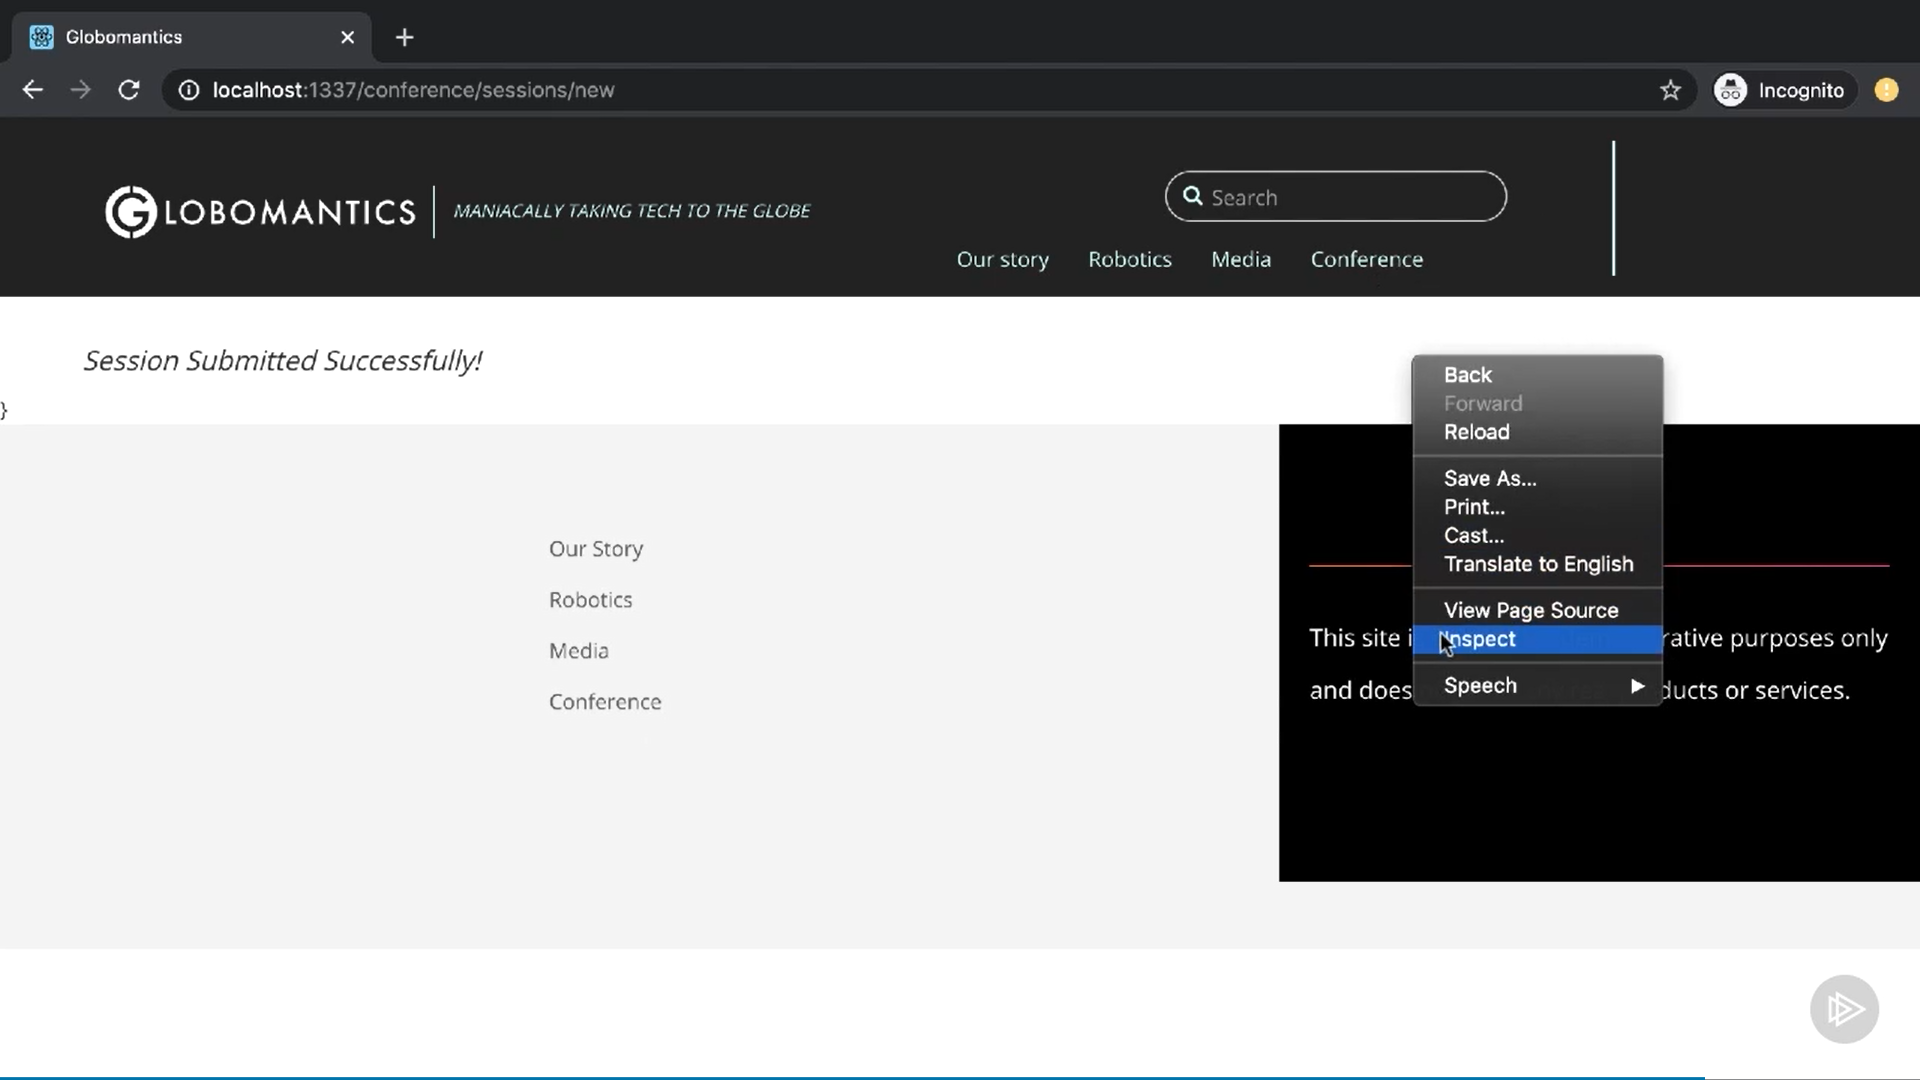 Globomantics
localhost:1337/conference/sessions/new
Incognito
GLOBOMANTICS
MANIACALLY TAKING TECH TO THE GLOBE
Search
Our story
Robotics
Media
Conference
Session Submitted Successfully!
}
Back
Forward
Reload
Save As...
Print...
Cast...
Translate to English
View Page Source
Inspect
Speech
Our Story
Robotics
Media
Conference
This site rative purposes only
and does ducts or services.